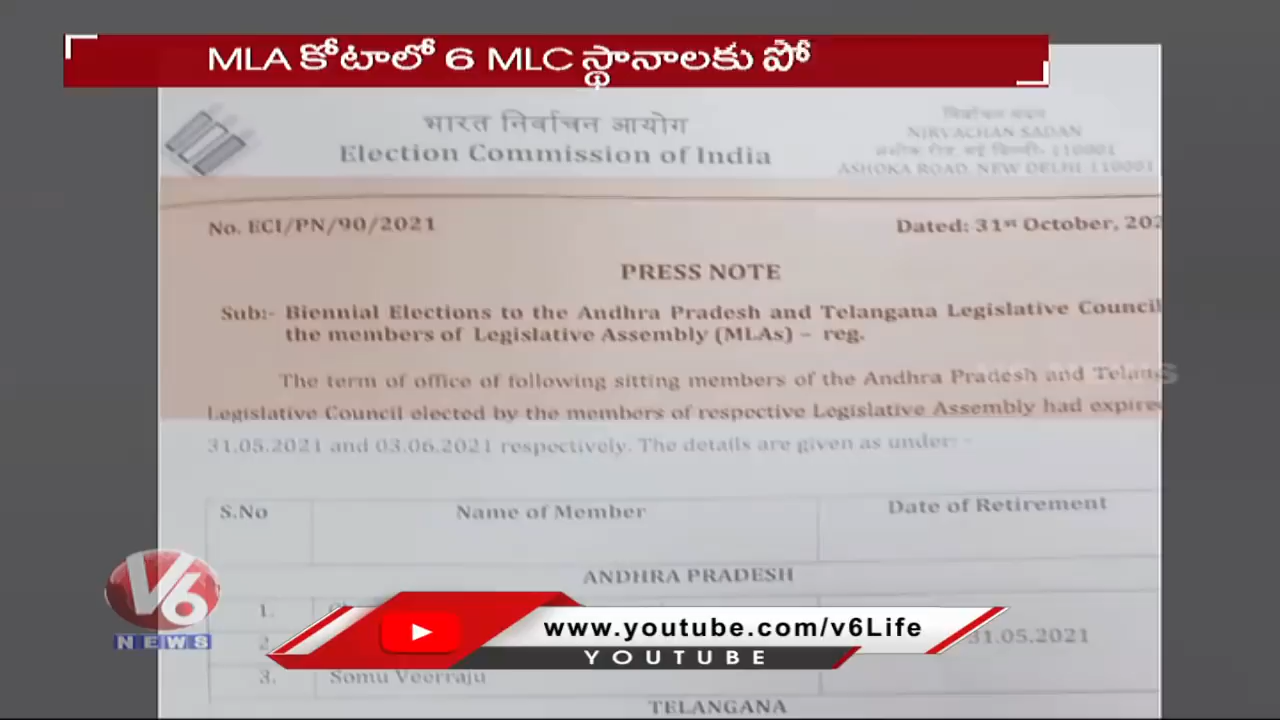 MLA కోటాలో 6 MLC స్థానాలకు పో
भारत निर्वाचन आयोग
Election Commission of India
निर्वाचन सदन
NIRVACHAN SADAN
ASHOKA ROAD, NEW DELHI-110001
No. ECI/PN/90/2021
Dated: 31st October, 202
PRESS NOTE
Sub:- Biennial Elections to the Andhra Pradesh and Telangana Legislative Council
the members of Legislative Assembly (MLAs) – reg.
The term of office of following sitting members of the Andhra Pradesh and Telang
Legislative Council elected by the members of respective Legislative Assembly had expire
31.05.2021 and 03.06.2021 respectively. The details are given as under: -
S.No Name of Member Date of Retirement
ANDHRA PRADESH
1.
2
31.05.2021
3. Somu Veerraju
TELANGANA
V6
NEWS
www.youtube.com/v6Life
YOUTUBE